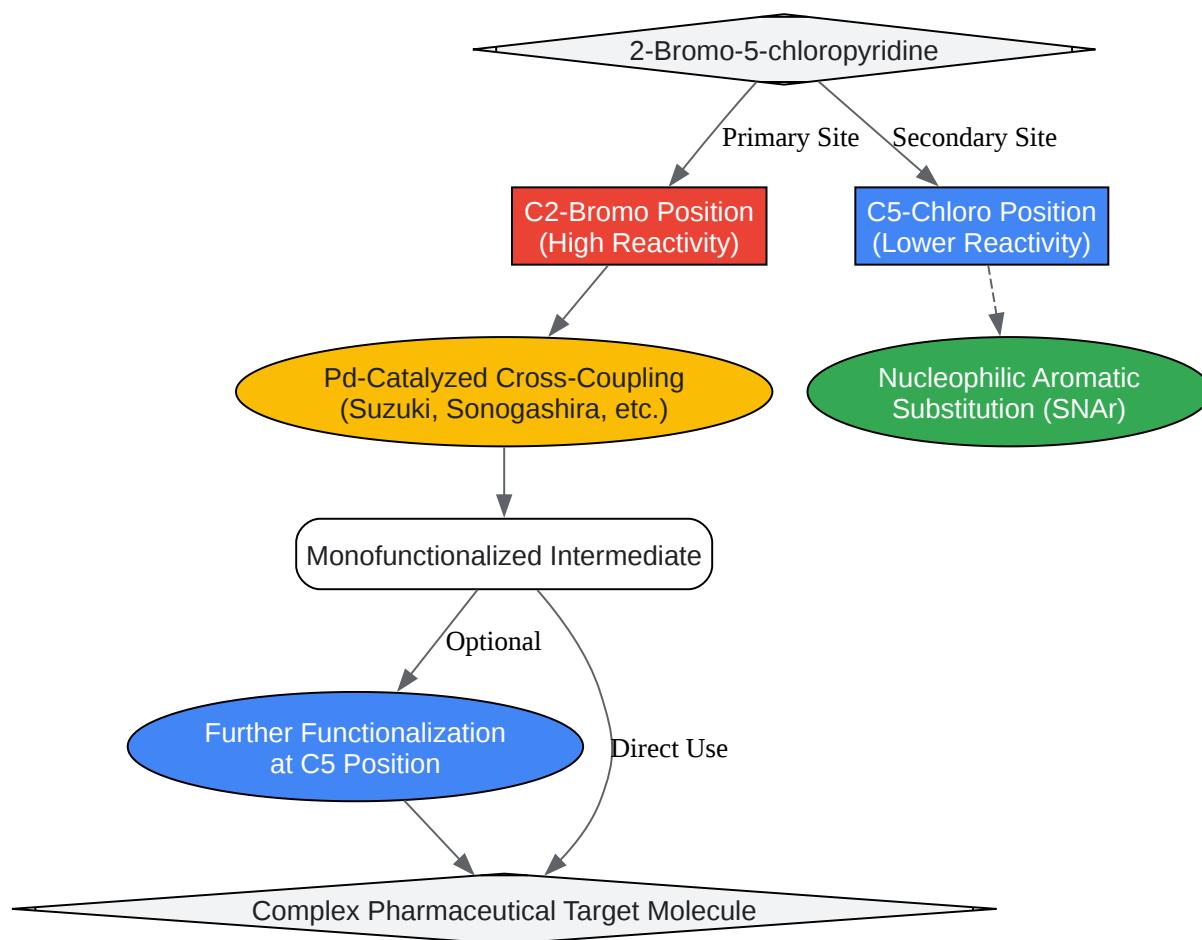 2-Bromo-5-chloropyridine
Primary Site
Secondary Site
C2-Bromo Position
(High Reactivity)
C5-Chloro Position
(Lower Reactivity)
Pd-Catalyzed Cross-Coupling
(Suzuki, Sonogashira, etc.)
Nucleophilic Aromatic
Substitution (SNAr)
Monofunctionalized Intermediate
Optional
Further Functionalization
at C5 Position
Direct Use
Complex Pharmaceutical Target Molecule